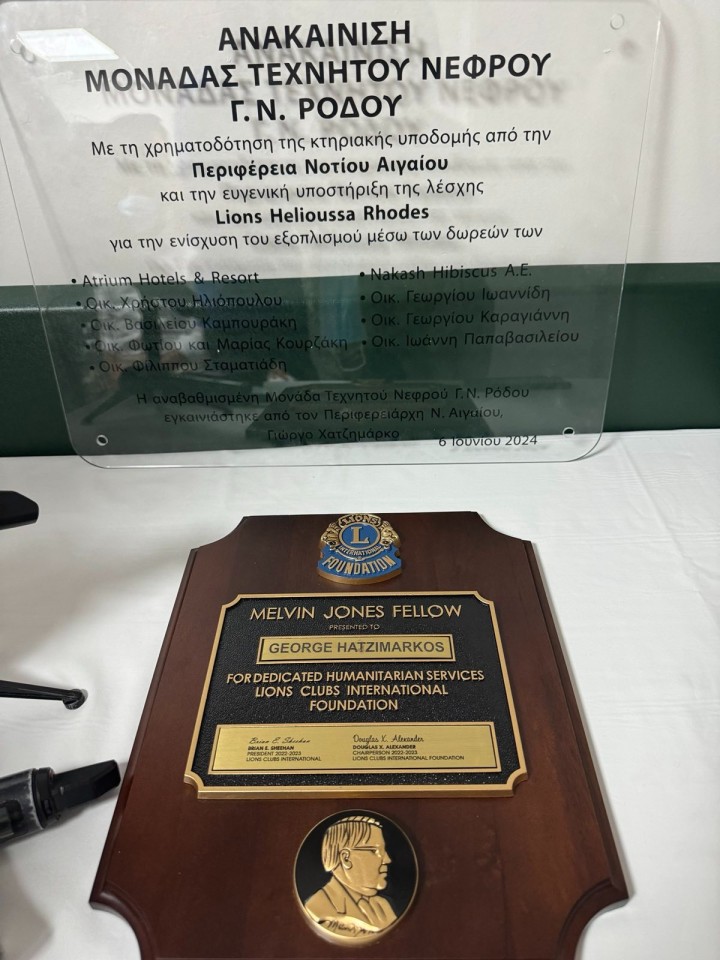 ΑΝΑΚΑΙΝΙΣΗ
ΜΟΝΑΔΑΣ ΤΕΧΝΗΤΟΥ ΝΕΦΡΟΥ
Γ.Ν. ΡΟΔΟΥ
Με τη χρηματοδότηση της κτηριακής υποδομής από την
Περιφέρεια Νοτίου Αιγαίου
και την ευγενική υποστήριξη της λέσχης
Lions Helioussa Rhodes
για την ενίσχυση του εξοπλισμού μέσω των δωρεών των
• Atrium Hotels & Resort
• Οικ. Χρήστου Ηλιόπουλου
• Οικ. Βασιλείου Καμπουράκη
• Οικ. Φωτίου και Μαρίας Κουρζάκη
• Οικ. Φιλίππου Σταματιάδη
• Nakash Hibiscus A.E.
• Οικ. Γεωργίου Ιωαννίδη
• Οικ. Γεωργίου Καραγιάννη
• Οικ. Ιωάννη Παπαβασιλείου
Η αναβαθμισμένη Μονάδα Τεχνητού Νεφρού Γ.Ν. Ρόδου
εγκαινιάστηκε από τον Περιφερειάρχη Ν. Αιγαίου,
Γιώργο Χατζημάρκο
6 Ιουνίου 2024
LIONS
L
INTERNATIONAL
FOUNDATION
MELVIN JONES FELLOW
PRESENTED TO
GEORGE HATZIMARKOS
FOR DEDICATED HUMANITARIAN SERVICES
LIONS CLUBS INTERNATIONAL
FOUNDATION
Brian E. Sheehan
BRIAN E. SHEEHAN
PRESIDENT 2022-2023
LIONS CLUBS INTERNATIONAL
Douglas X. Alexander
DOUGLAS X. ALEXANDER
CHAIRPERSON 2022-2023
LIONS CLUBS INTERNATIONAL FOUNDATION